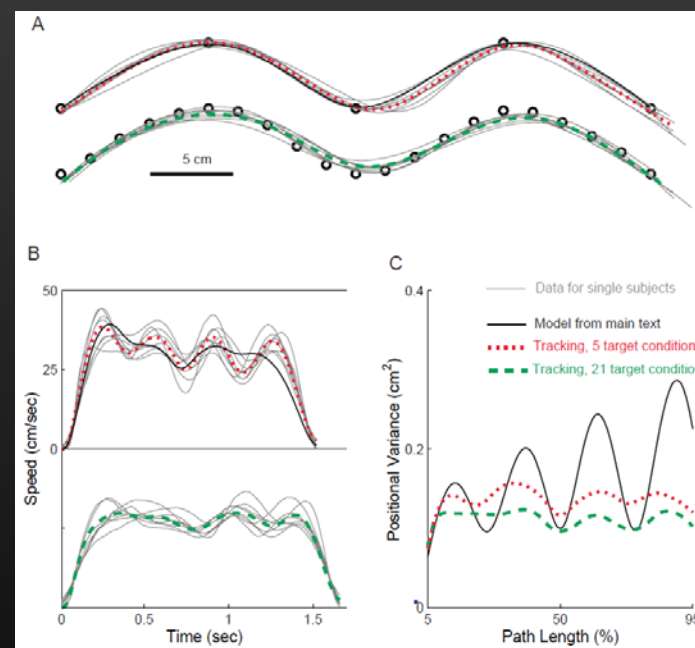 A
5 cm
B
50
25
0
Speed (cm/sec)
0
0.5
1.0
1.5
Time (sec)
C
0.4
0.2
0
Positional Variance (cm²)
Data for single subjects
Model from main text
Tracking, 5 target condition
Tracking, 21 target condition
5
50
95
Path Length (%)